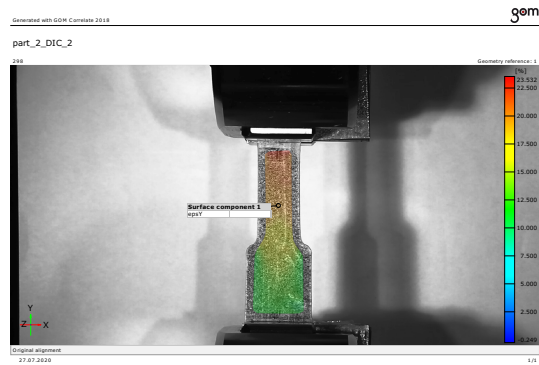 Generated with GOM Correlate 2018
gom
part_2_DIC_2
298
Geometry reference: 1
[%]
23.532
22.500
20.000
17.500
15.000
12.500
10.000
7.500
5.000
2.500
-0.249
Surface component 1
epsY
Y
Z
X
Original alignment
27.07.2020
1/1